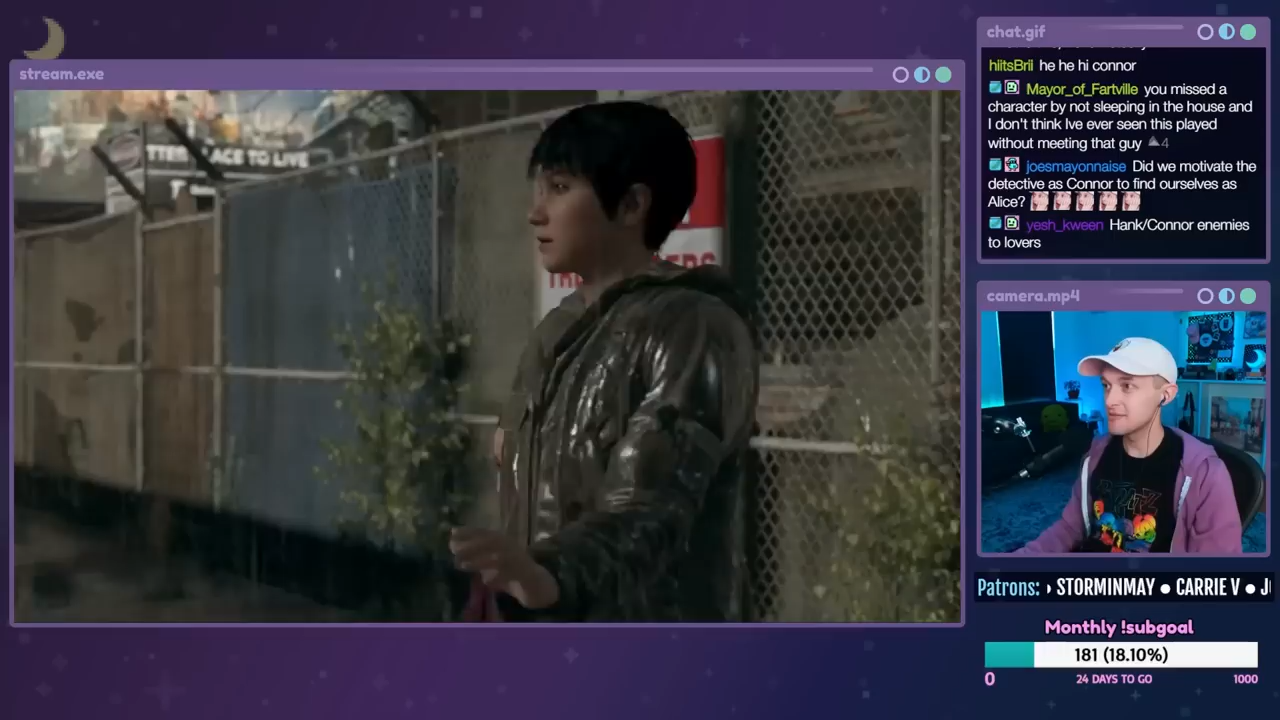 stream.exe
ACE TO LIVE
chat.gif
hiitsBrii he he hi connor
Mayor_of_Fartville you missed a
character by not sleeping in the house and
I don't think Ive ever seen this played
without meeting that guy 4
joesmayonnaise Did we motivate the
detective as Connor to find ourselves as
Alice?
yesh_kween Hank/Connor enemies
to lovers
camera.mp4
Patrons: STORMINMAY ● CARRIE V ●
Monthly !subgoal
181 (18.10%)
0 24 DAYS TO GO 1000